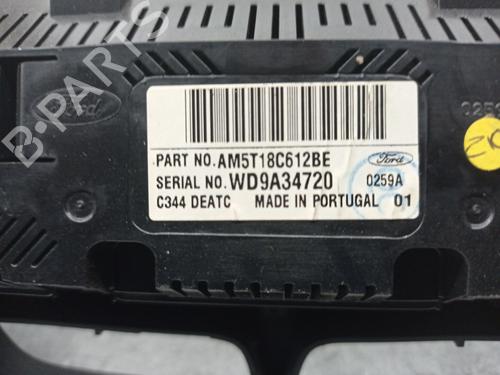 B-PARTS
Ford
PART NO. AM5T18C612BE Ford
SERIAL NO. WD9A34720 0259A
C344 DEATC MADE IN PORTUGAL 01